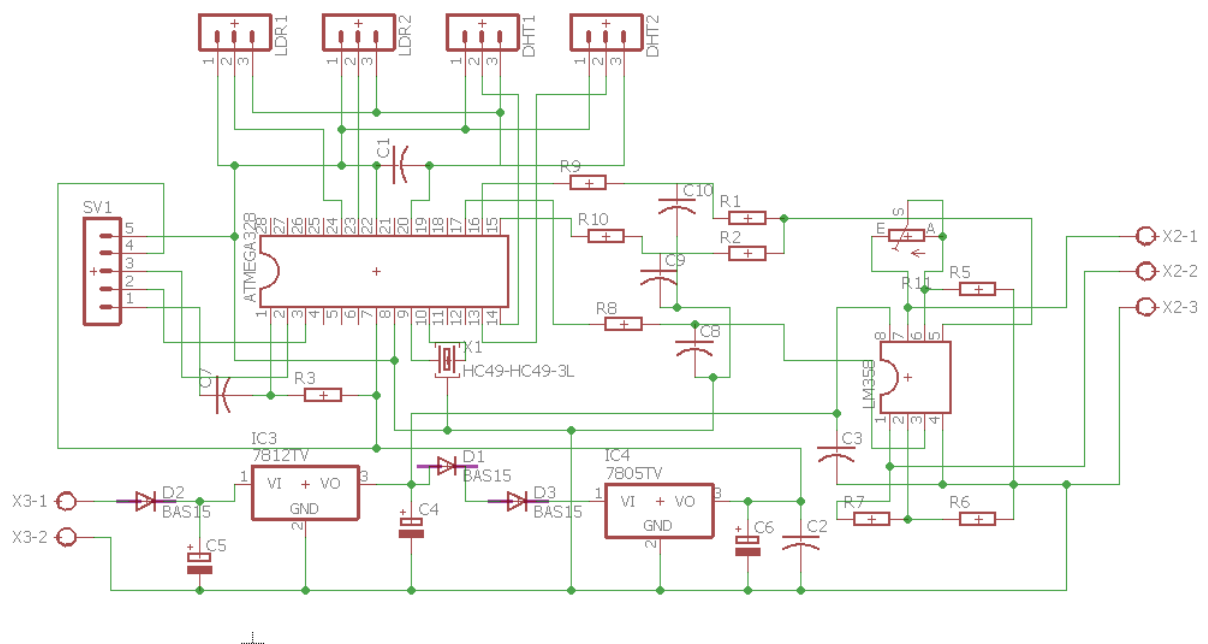 LDR1
LDR2
DHT1
DHT2
1 2 3
1 2 3
1 2 3
1 2 3
C1
R9
C10
R1
SV1
5
4
3
2
1
28 27 26 25 24 23 22 21 20 19 18 17 16 15
ATMEGA328
1 2 3 4 5 6 7 8 9 10 11 12 13 14
R10
R2
C9
S
E A
R11
R5
X2-1
X2-2
X2-3
R8
C8
X1
HC49-HC49-3L
8 7 6 5
LM358
1 2 3 4
C7
R3
C3
IC3
7812TV
1 VI VO 3
GND
2
D1
BAS15
IC4
7805TV
1 VI VO 3
GND
2
D3
BAS15
X3-1
D2
BAS15
X3-2
C5
C4
C6
C2
R7
R6